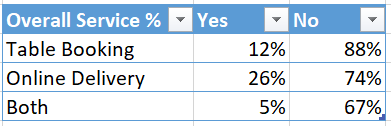 Overall Service % Yes No
Table Booking 12% 88%
Online Delivery 26% 74%
Both 5% 67%